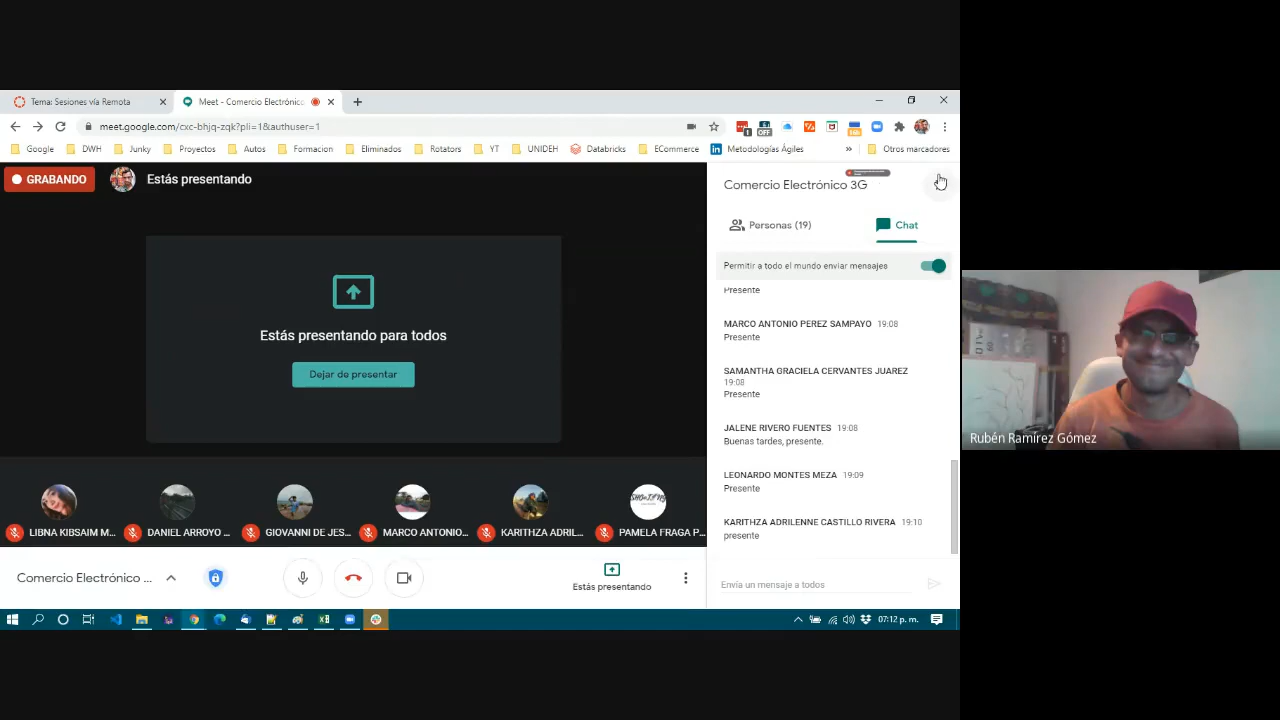 Tema: Sesiones vía Remota
Meet - Comercio Electrónico
meet.google.com/cxc-bhjq-zqk?pli=1&authuser=1
OFF
Google
DWH
Junky
Proyectos
Autos
Formacion
Eliminados
Rotators
YT
UNIDEH
Databricks
ECommerce
Metodologías Ágiles
»
Otros marcadores
GRABANDO
Estás presentando
Comercio Electrónico 3G
Personas (19)
Chat
Permitir a todo el mundo enviar mensajes
Presente
MARCO ANTONIO PEREZ SAMPAYO 19:08
Presente
SAMANTHA GRACIELA CERVANTES JUAREZ
19:08
Presente
JALENE RIVERO FUENTES 19:08
Buenas tardes, presente.
LEONARDO MONTES MEZA 19:09
Presente
KARITHZA ADRILENNE CASTILLO RIVERA 19:10
presente
Envía un mensaje a todos
Estás presentando para todos
Dejar de presentar
LIBNA KIBSAIM M...
DANIEL ARROYO ...
GIOVANNI DE JES...
MARCO ANTONIO...
KARITHZA ADRIL...
PAMELA FRAGA P...
Comercio Electrónico ...
Estás presentando
07:12 p. m.
Rubén Ramírez Gómez